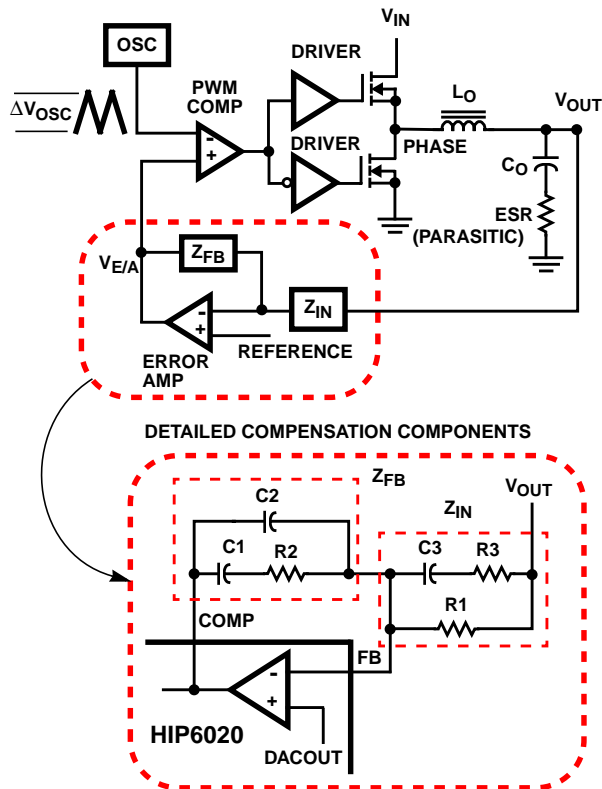 V_IN
OSC
DRIVER
PWM
COMP
ΔV_OSC
L_O
V_OUT
-
+
DRIVER
PHASE
C_O
ESR
(PARASITIC)
V_E/A
Z_FB
-
+
Z_IN
REFERENCE
ERROR
AMP
DETAILED COMPENSATION COMPONENTS
Z_FB
V_OUT
C2
Z_IN
C1
R2
C3
R3
R1
COMP
FB
-
+
HIP6020
DACOUT